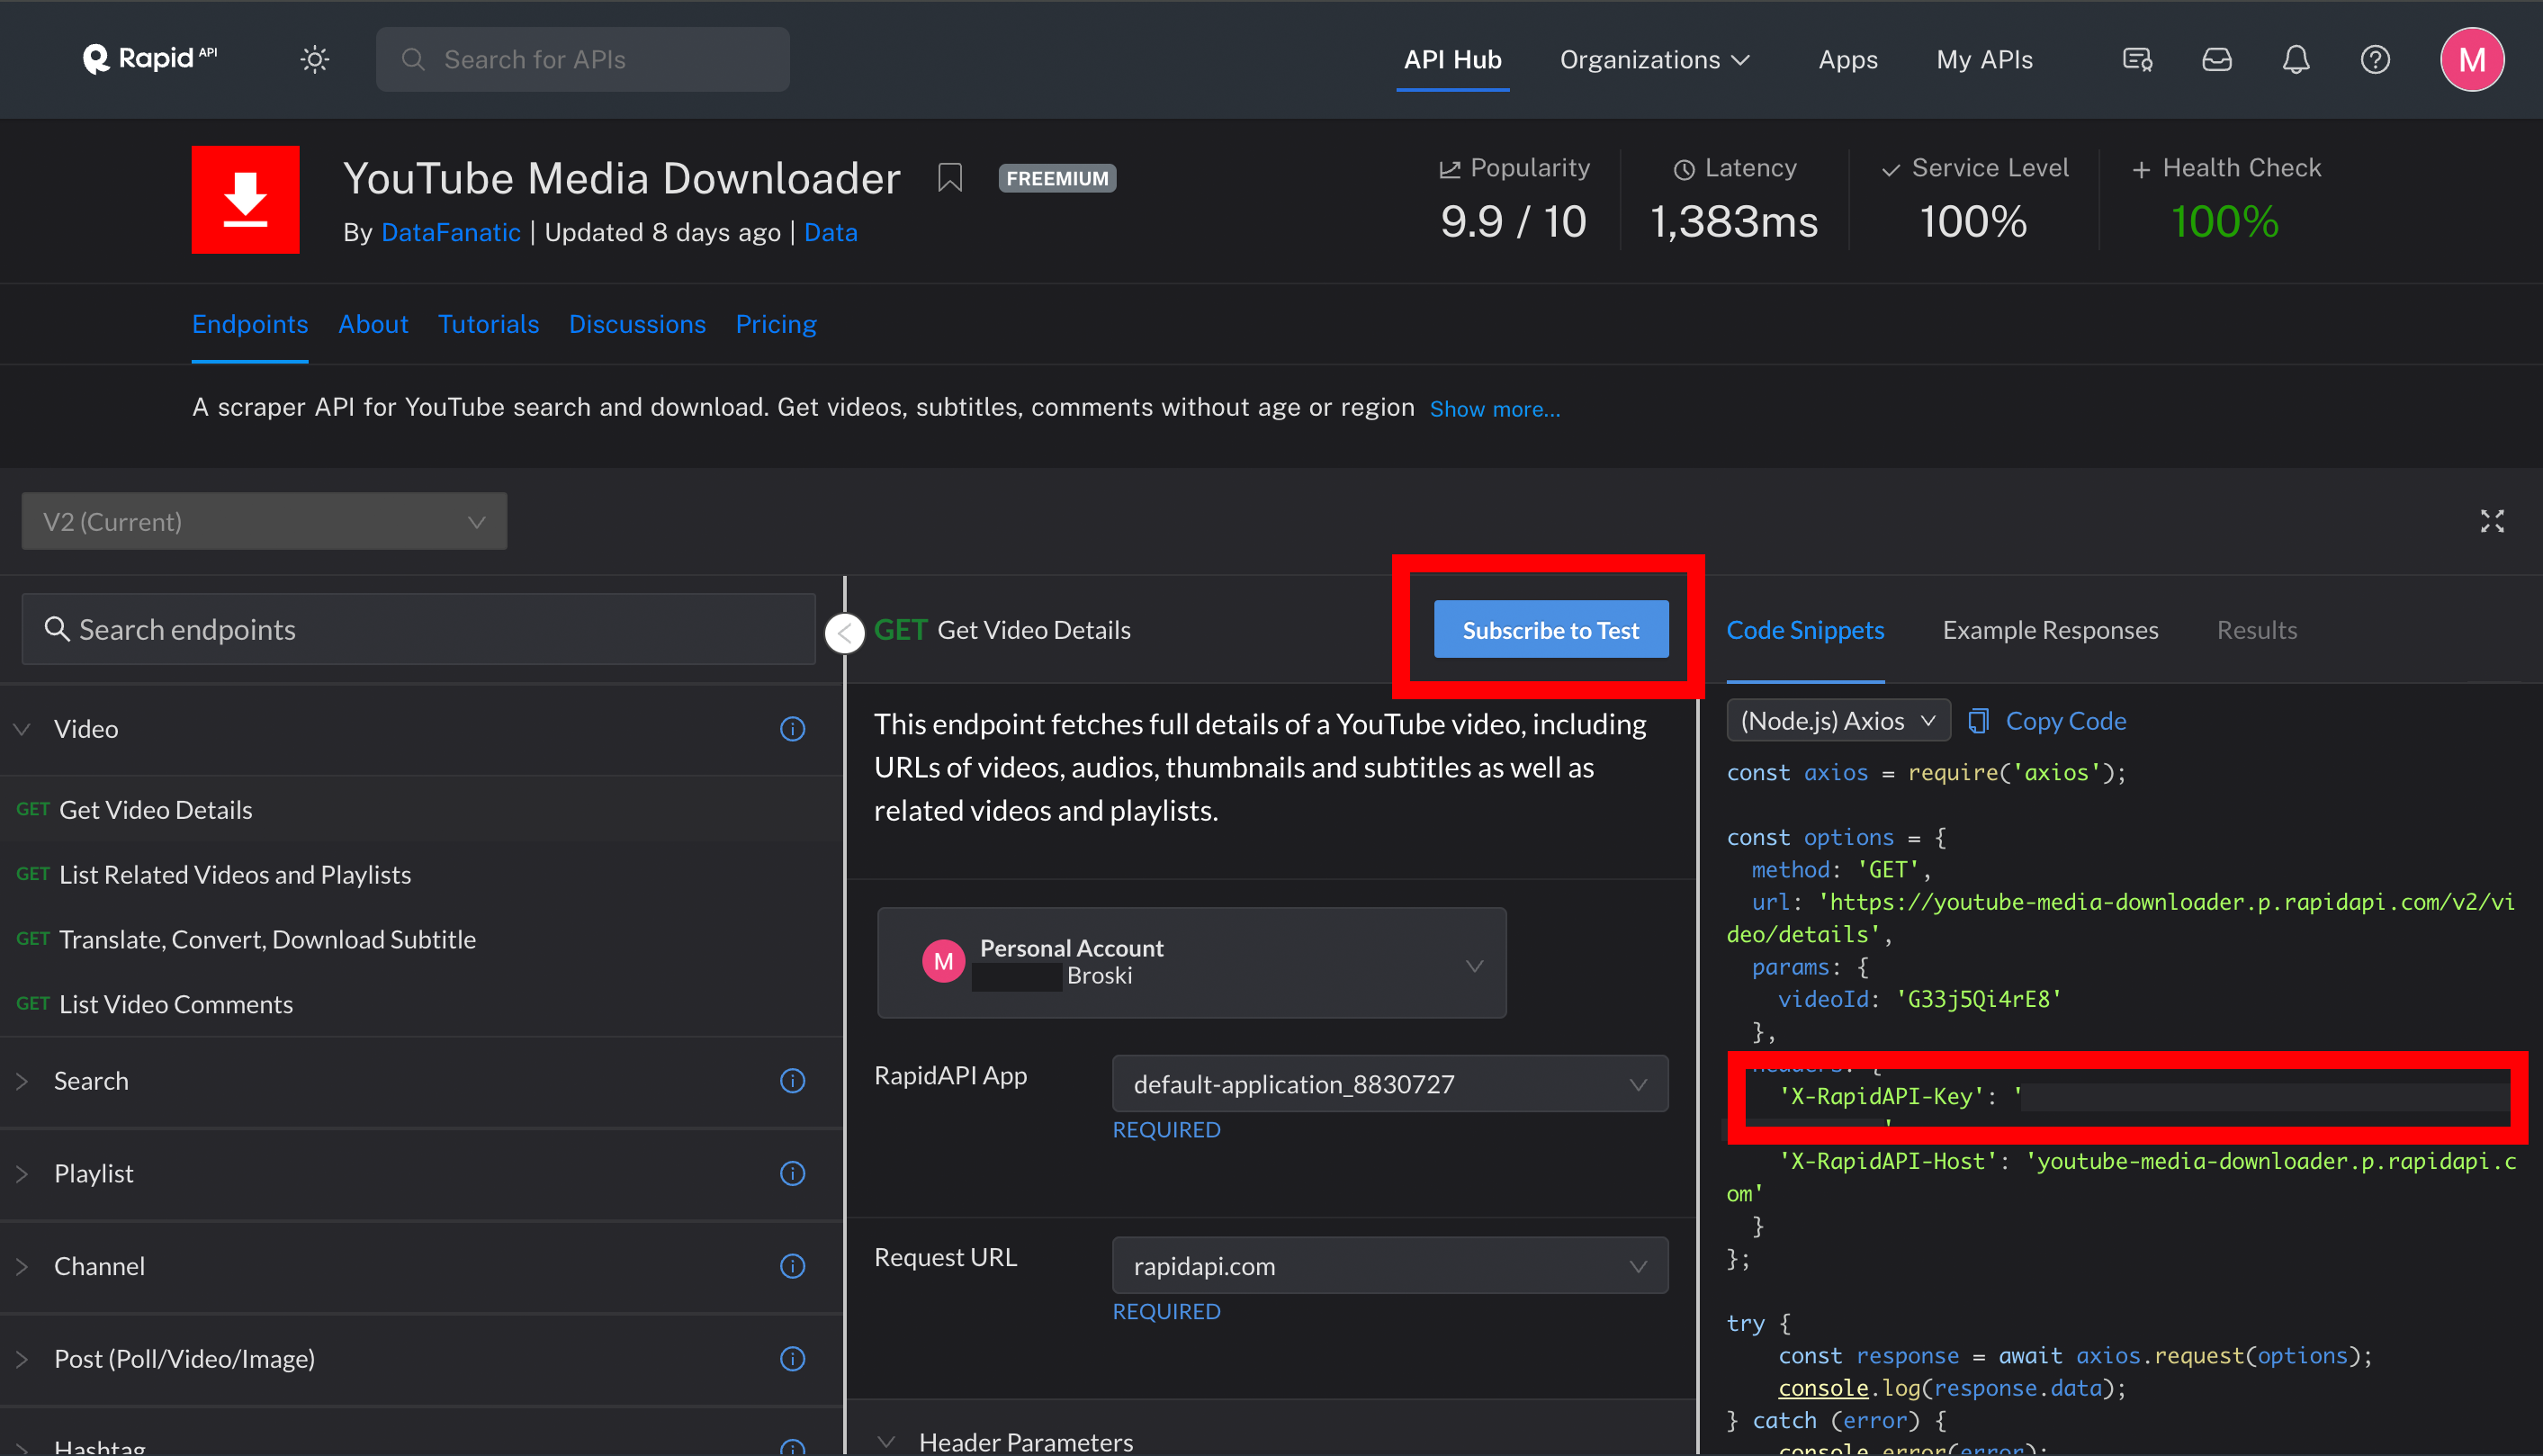 Rapid API
Search for APIs
API Hub
Organizations
Apps
My APIs
M
YouTube Media Downloader
FREEMIUM
By DataFanatic | Updated 8 days ago | Data
Popularity
9.9 / 10
Latency
1,383ms
Service Level
100%
Health Check
100%
Endpoints
About
Tutorials
Discussions
Pricing
A scraper API for YouTube search and download. Get videos, subtitles, comments without age or region Show more...
V2 (Current)
Search endpoints
Video
GET Get Video Details
GET List Related Videos and Playlists
GET Translate, Convert, Download Subtitle
GET List Video Comments
Search
Playlist
Channel
Post (Poll/Video/Image)
Hashtag
GET Get Video Details
Subscribe to Test
This endpoint fetches full details of a YouTube video, including
URLs of videos, audios, thumbnails and subtitles as well as
related videos and playlists.
M
Personal Account
Broski
RapidAPI App
default-application_8830727
REQUIRED
Request URL
rapidapi.com
REQUIRED
Header Parameters
Code Snippets
Example Responses
Results
(Node.js) Axios
Copy Code
const axios = require('axios');
const options = {
method: 'GET',
url: 'https://youtube-media-downloader.p.rapidapi.com/v2/vi
deo/details',
params: {
videoId: 'G33j5Qi4rE8'
},
headers: {
'X-RapidAPI-Key': '
'
'X-RapidAPI-Host': 'youtube-media-downloader.p.rapidapi.c
om'
}
};
try {
const response = await axios.request(options);
console.log(response.data);
} catch (error) {
console.error(error);